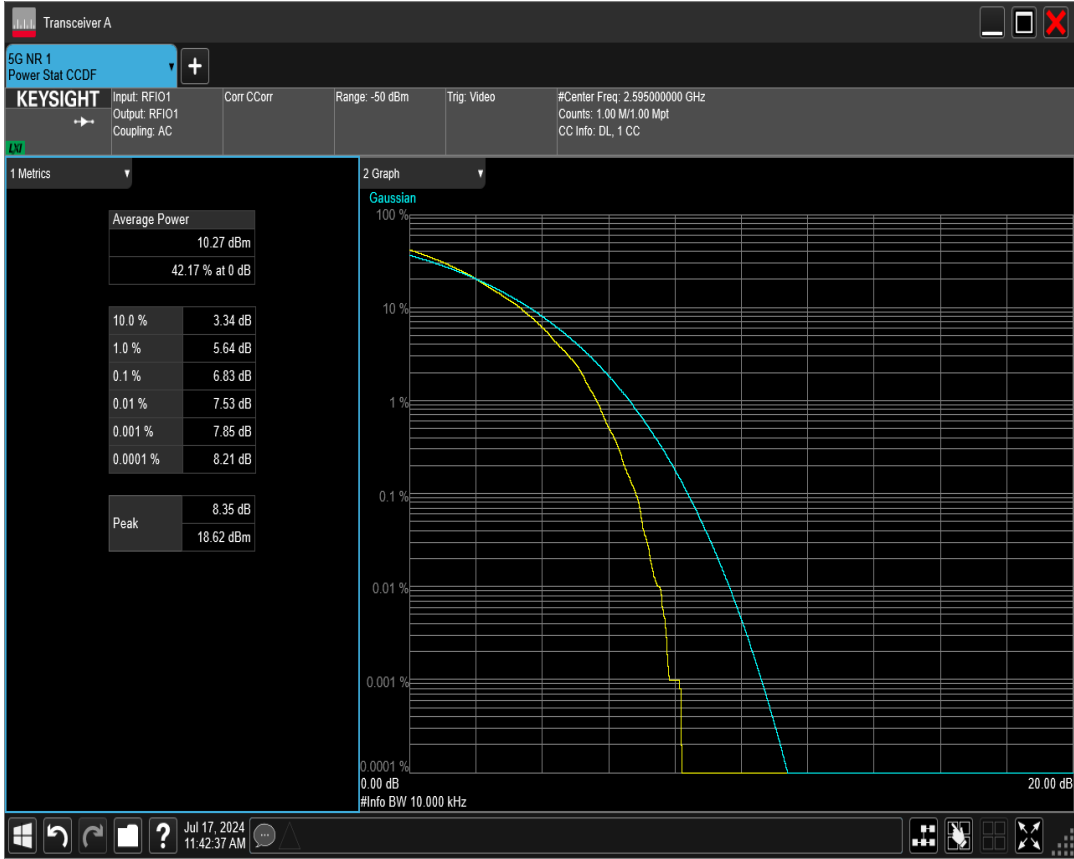 Transceiver A
5G NR 1
Power Stat CCDF
KEYSIGHT
LXI
Input: RFIO1
Output: RFIO1
Coupling: AC
Corr CCorr
Range: -50 dBm
Trig: Video
#Center Freq: 2.595000000 GHz
Counts: 1.00 M/1.00 Mpt
CC Info: DL, 1 CC
1 Metrics
Average Power
10.27 dBm
42.17 % at 0 dB
10.0 % 3.34 dB
1.0 % 5.64 dB
0.1 % 6.83 dB
0.01 % 7.53 dB
0.001 % 7.85 dB
0.0001 % 8.21 dB
Peak
8.35 dB
18.62 dBm
2 Graph
Gaussian
100 %
10 %
1 %
0.1 %
0.01 %
0.001 %
0.0001 %
0.00 dB 20.00 dB
#Info BW 10.000 kHz
Jul 17, 2024
11:42:37 AM